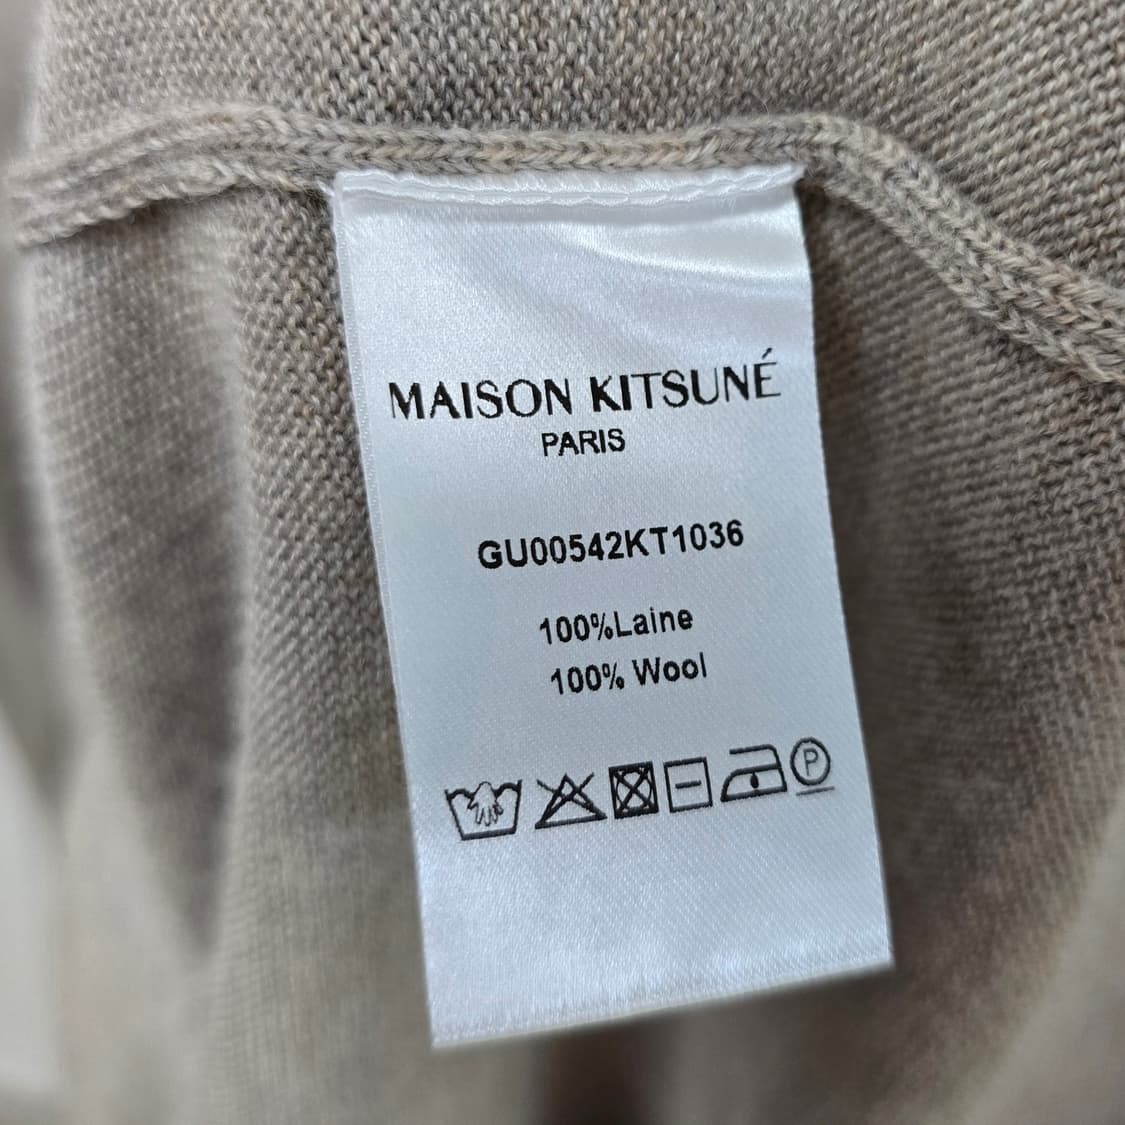 MAISON KITSUNÉ
PARIS
GU00542KT1036
100%Laine
100% Wool
P